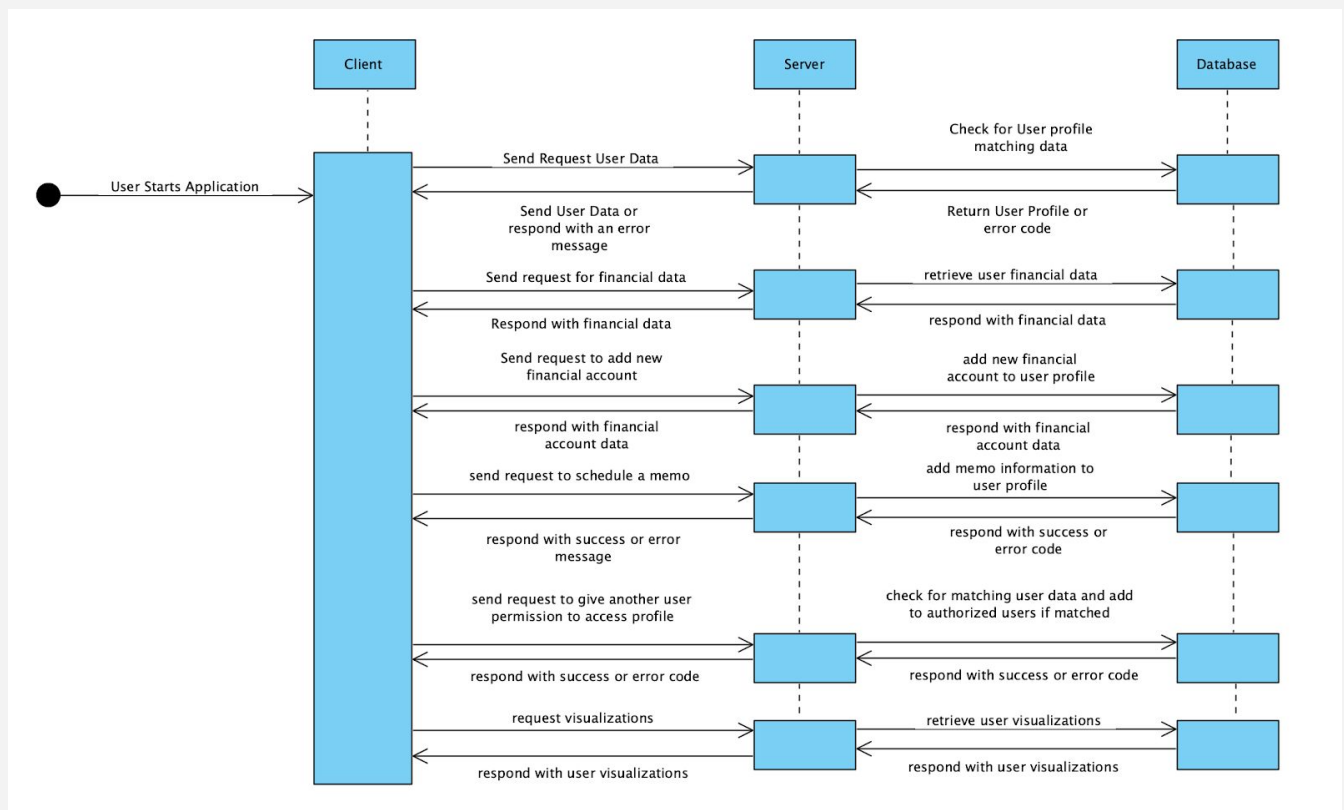 Client
Server
Database
Check for User profile
matching data
Send Request User Data
User Starts Application
Send User Data or
respond with an error
message
Return User Profile or
error code
Send request for financial data
retrieve user financial data
Respond with financial data
respond with financial data
Send request to add new
financial account
add new financial
account to user profile
respond with financial
account data
respond with financial
account data
send request to schedule a memo
add memo information to
user profile
respond with success or error
message
respond with success or
error code
send request to give another user
permission to access profile
check for matching user data and add
to authorized users if matched
respond with success or error code
respond with success or error code
request visualizations
retrieve user visualizations
respond with user visualizations
respond with user visualizations